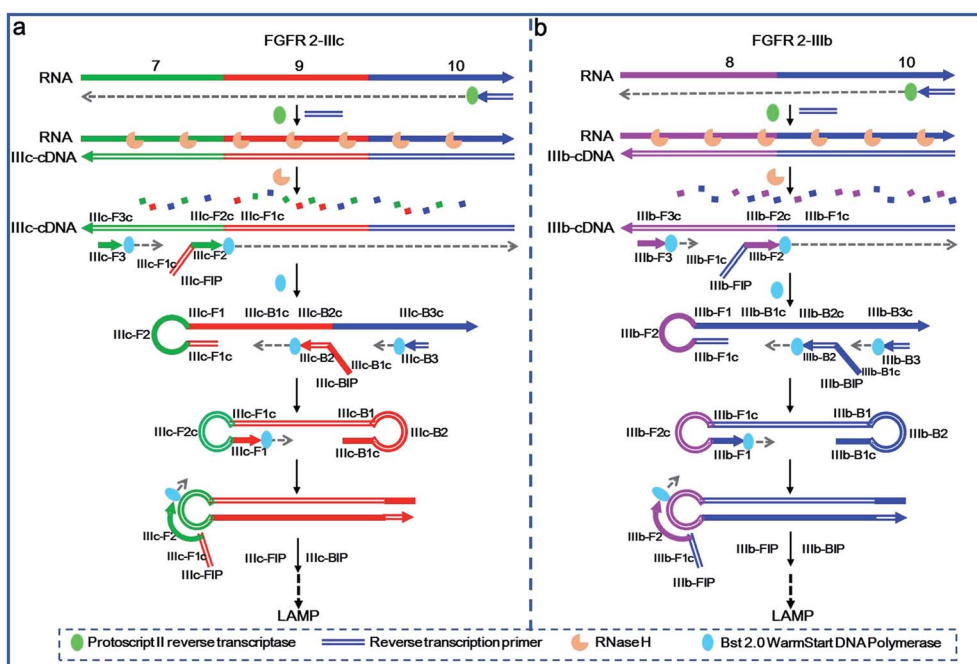 a
FGFR 2-IIIc
7 9 10
RNA
RNA
IIIc-cDNA
IIIc-F3c IIIc-F2c IIIc-F1c
IIIc-cDNA
IIIc-F3 IIIc-F1c IIIc-F2
IIIc-FIP
IIIc-F1 IIIc-B1c IIIc-B2c IIIc-B3c
IIIc-F2
IIIc-F1c IIIc-B2 IIIc-B1c IIIc-B3
IIIc-BIP
IIIc-F1c IIIc-B1
IIIc-F2c IIIc-B2
IIIc-F1 IIIc-B1c
IIIc-F2
IIIc-F1c
IIIc-FIP
IIIc-FIP IIIc-BIP
LAMP
b
FGFR 2-IIIb
8 10
RNA
RNA
IIIb-cDNA
IIIb-F3c IIIb-F2c IIIb-F1c
IIIb-cDNA
IIIb-F3 IIIb-F1c IIIb-F2
IIIb-FIP
IIIb-F1 IIIb-B1c IIIb-B2c IIIb-B3c
IIIb-F2
IIIb-F1c IIIb-B2 IIIb-B3
IIIb-B1c
IIIb-BIP
IIIb-F1c IIIb-B1
IIIb-F2c IIIb-B2
IIIb-F1 IIIb-B1c
IIIb-F2
IIIb-F1c
IIIb-FIP
IIIb-FIP IIIb-BIP
LAMP
Protoscript II reverse transcriptase Reverse transcription primer RNase H Bst 2.0 WarmStart DNA Polymerase